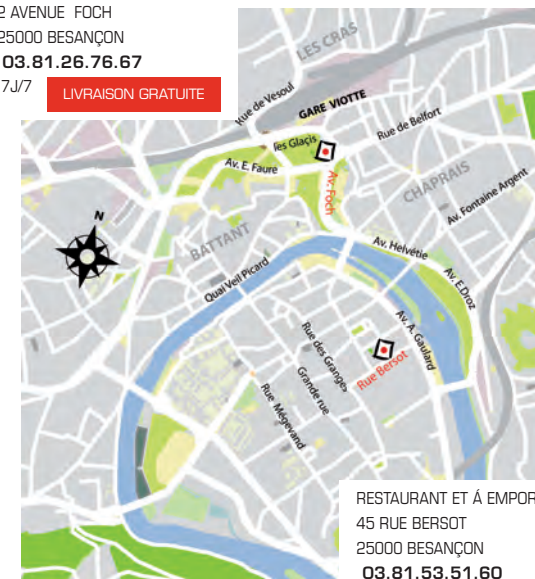 2 AVENUE FOCH
25000 BESANÇON
03.81.26.76.67
7J/7
LIVRAISON GRATUITE
LES CRAS
Rue de Vesoul
GARE VIOTTE
Rue de Belfort
les Glaçis
Av. E. Faure
Av. Foch
CHAPRAIS
Av. Fontaine Argent
N
BATTANT
Av. Helvétie
Quai Veil Picard
Av. E.Droz
Av. A. Gaulard
Rue des Granges
Rue Bersot
Grande rue
Rue Mégevand
RESTAURANT ET Á EMPOR
45 RUE BERSOT
25000 BESANÇON
03.81.53.51.60